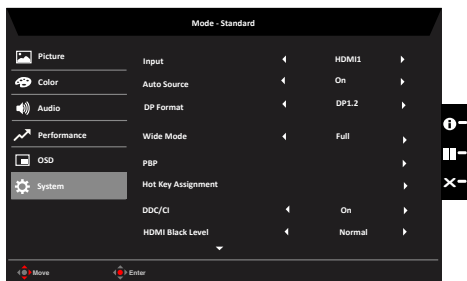 Mode - Standard
Picture
Color
Audio
Performance
OSD
System
Input HDMI1
Auto Source On
DP Format DP1.2
Wide Mode Full
PBP
Hot Key Assignment
DDC/CI On
HDMI Black Level Normal
Move Enter